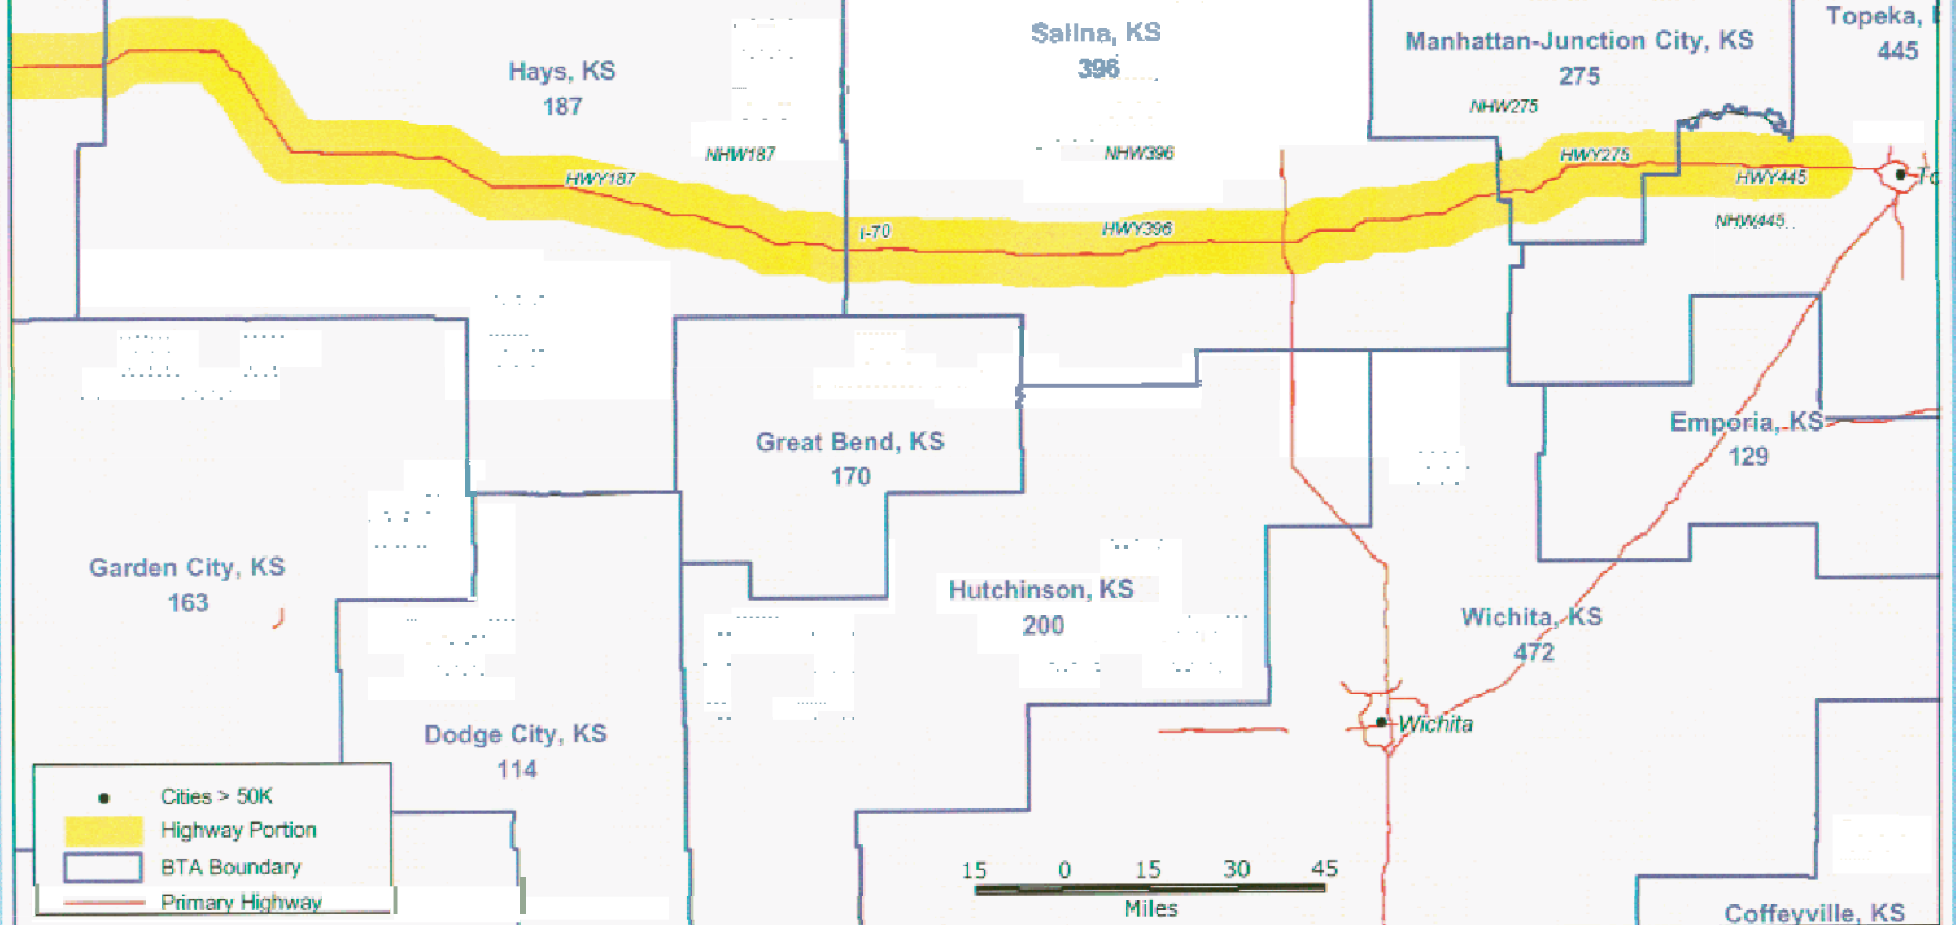 Topeka,
445
Salina, KS
396
Manhattan-Junction City, KS
275
Hays, KS
187
NHW275
NHW187
NHW396
HWY275
HWY187
HWY445
NHW445
I-70
HWY396
Great Bend, KS
170
Emporia, KS
129
Garden City, KS
163
Hutchinson, KS
200
Wichita, KS
472
Dodge City, KS
114
Wichita
Cities > 50K
Highway Portion
BTA Boundary
Primary Highway
15 0 15 30 45
Miles
Coffeyville, KS